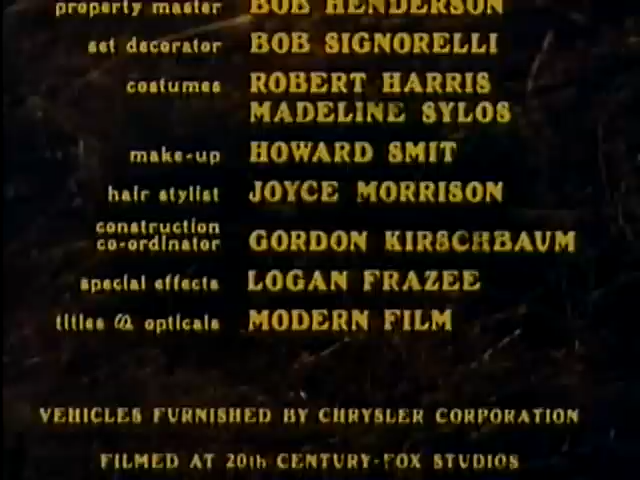 property master BOB HENDERSON
set decorator BOB SIGNORELLI
costumes ROBERT HARRIS
MADELINE SYLOS
make-up HOWARD SMIT
hair stylist JOYCE MORRISON
construction
co-ordinator GORDON KIRSCHBAUM
special effects LOGAN FRAZEE
titles & opticals MODERN FILM
VEHICLES FURNISHED BY CHRYSLER CORPORATION
FILMED AT 20th CENTURY-FOX STUDIOS